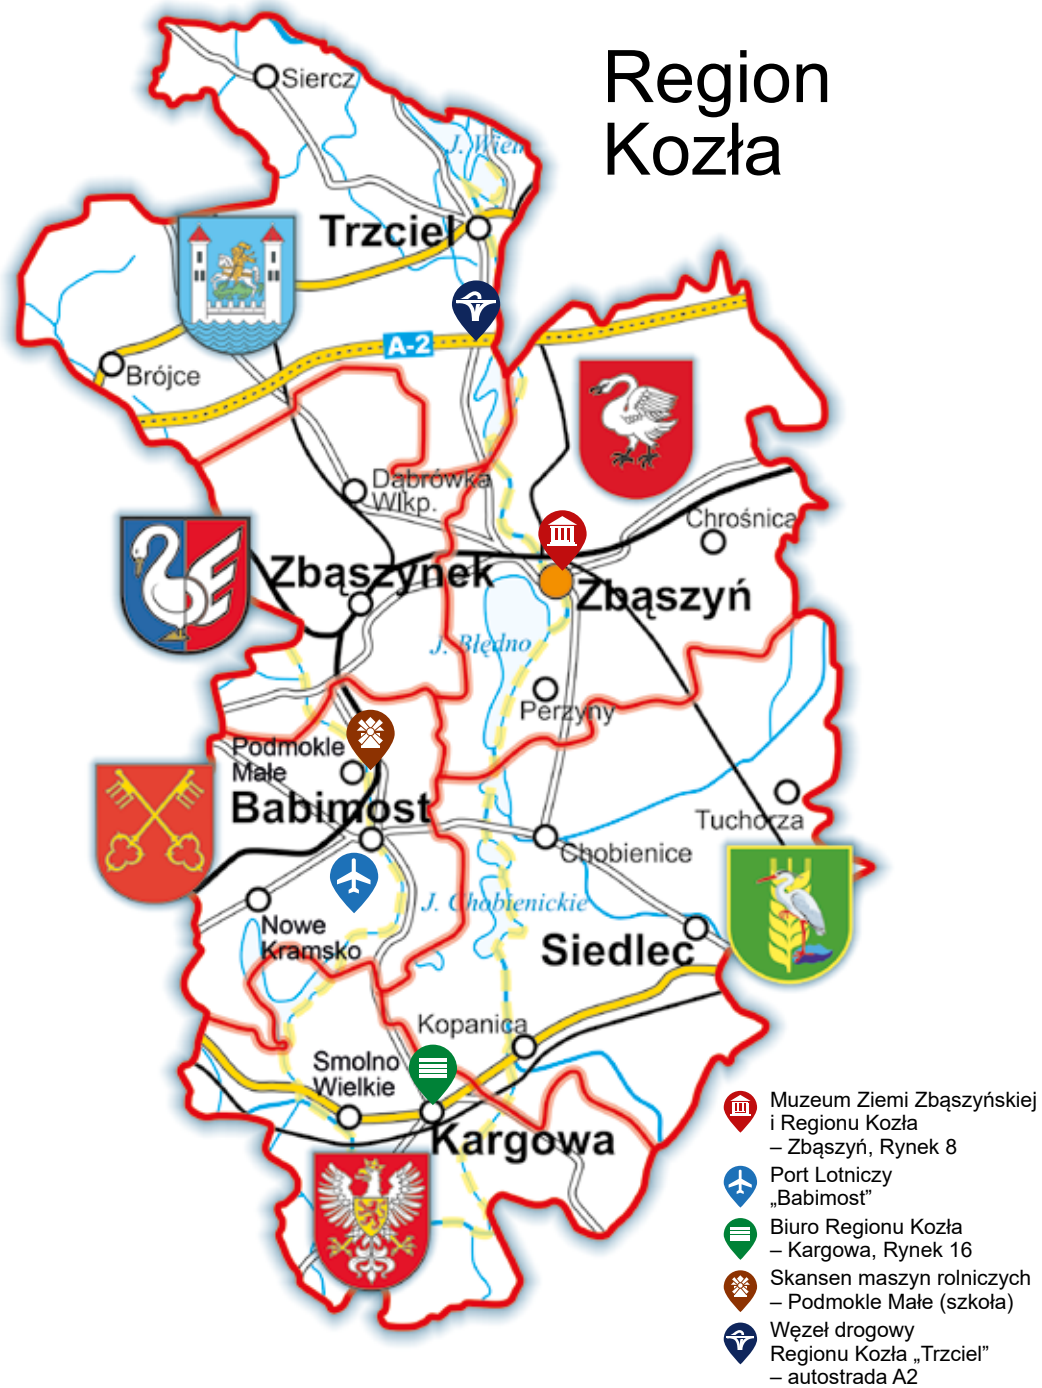 Region
Kozła
Siercz
J. Wiel
Trzciel
A-2
Brójce
Dąbrówka
Wlkp.
Chrośnica
Zbąszynek
Zbąszyń
J. Błędno
Perzyny
Podmokle
Małe
Babimost
Tuchorza
Chobienice
J. Chobienickie
Nowe
Kramsko
Siedlec
Kopanica
Smolno
Wielkie
Kargowa
Muzeum Ziemi Zbąszyńskiej
i Regionu Kozła
– Zbąszyń, Rynek 8
Port Lotniczy
„Babimost”
Biuro Regionu Kozła
– Kargowa, Rynek 16
Skansen maszyn rolniczych
– Podmokle Małe (szkoła)
Węzeł drogowy
Regionu Kozła „Trzciel”
– autostrada A2